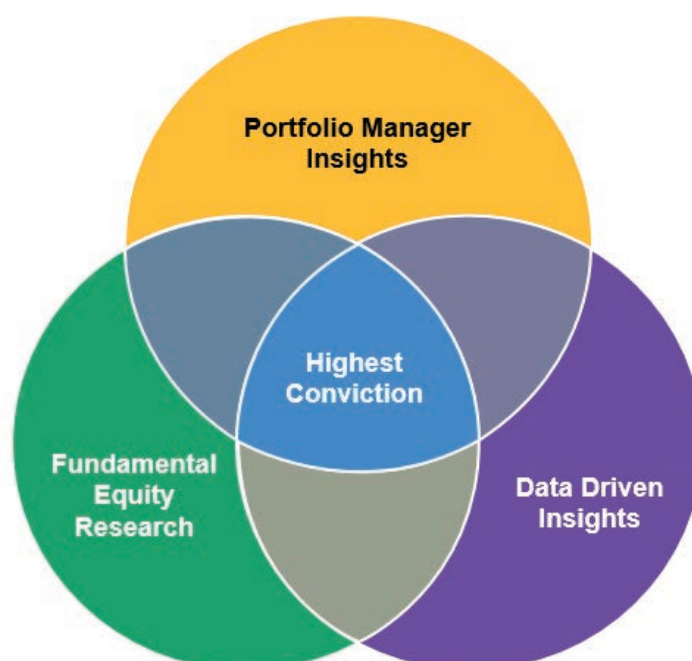 Portfolio Manager
Insights
Highest
Conviction
Fundamental
Equity
Research
Data Driven
Insights